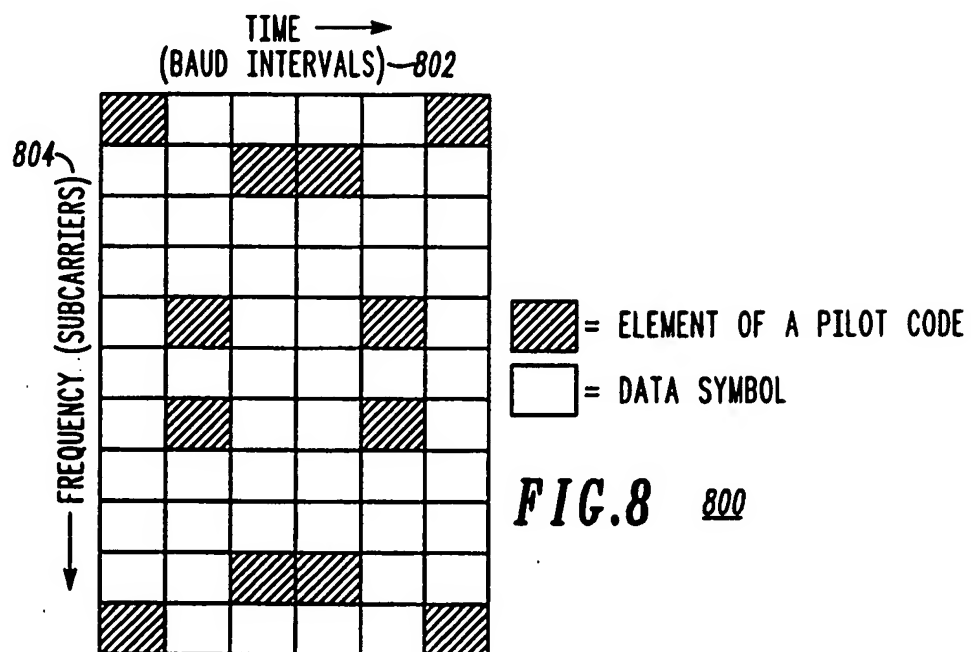 TIME
(BAUD INTERVALS) 802
804
FREQUENCY (SUBCARRIERS)
= ELEMENT OF A PILOT CODE
= DATA SYMBOL
FIG.8 800